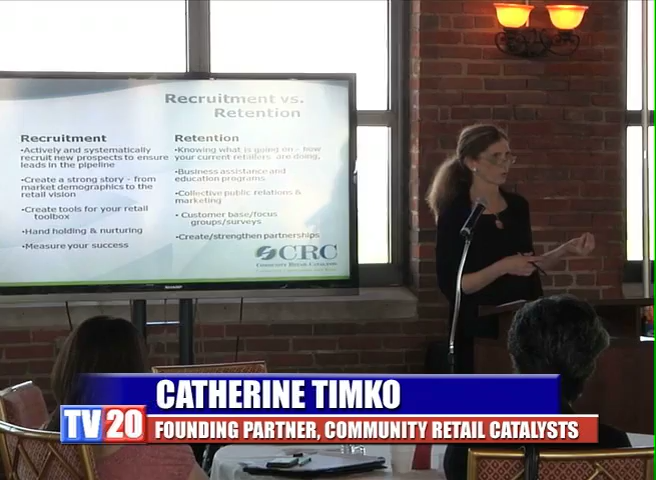 Recruitment vs.
Retention
Recruitment
•Actively and systematically
recruit new prospects to ensure
leads in the pipeline
•Create a strong story - from
market demographics to the
retail vision
•Create tools for your retail
toolbox
•Hand holding & nurturing
•Measure your success
Retention
•Knowing what is going on - how
your current retailers are doing,
•Business assistance and
education programs
•Collective public relations &
marketing
• Customer base/focus
groups/surveys
•Create/strengthen partnerships
CRC
Community Retail Catalysts
CATHERINE TIMKO
TV20
FOUNDING PARTNER, COMMUNITY RETAIL CATALYSTS